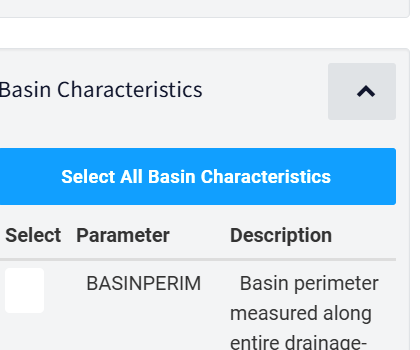 Basin Characteristics
Select All Basin Characteristics
Select Parameter Description
BASINPERIM Basin perimeter
measured along
entire drainage-